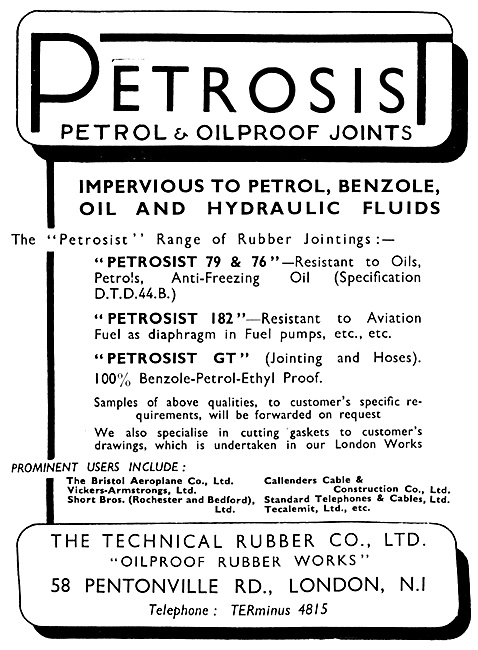 PETROSIST
PETROL & OILPROOF JOINTS
IMPERVIOUS TO PETROL, BENZOLE,
OIL AND HYDRAULIC FLUIDS
The "Petrosist" Range of Rubber Jointings:—
"PETROSIST 79 & 76"—Resistant to Oils,
Petrols, Anti-Freezing Oil (Specification
D.T.D.44.B.)
"PETROSIST 182"—Resistant to Aviation
Fuel as diaphragm in Fuel pumps, etc., etc.
"PETROSIST GT" (Jointing and Hoses).
100% Benzole-Petrol-Ethyl Proof.
Samples of above qualities, to customer's specific re-
quirements, will be forwarded on request
We also specialise in cutting gaskets to customer's
drawings, which is undertaken in our London Works
PROMINENT USERS INCLUDE:
The Bristol Aeroplane Co., Ltd.
Vickers-Armstrongs, Ltd.
Short Bros. (Rochester and Bedford),
Ltd.
Callenders Cable &
Construction Co., Ltd.
Standard Telephones & Cables, Ltd.
Tecalemit, Ltd., etc.
THE TECHNICAL RUBBER CO., LTD.
"OILPROOF RUBBER WORKS"
58 PENTONVILLE RD., LONDON, N.1
Telephone: TERminus 4815